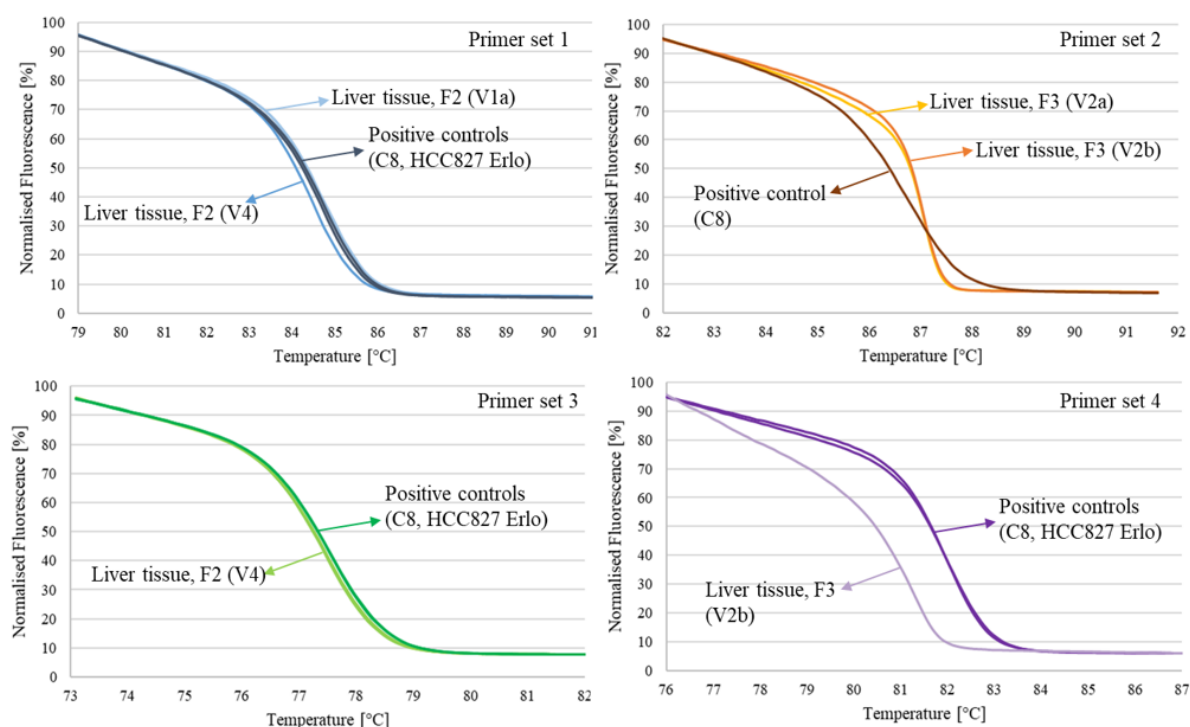 Primer set 1
Normalised Fluorescence [%]
100
90
80
70
60
50
40
30
20
10
0
Liver tissue, F2 (V1a)
Positive controls
(C8, HCC827 Erlo)
Liver tissue, F2 (V4)
79 80 81 82 83 84 85 86 87 88 89 90 91
Temperature [°C]
Primer set 2
Normalised Fluorescence [%]
100
90
80
70
60
50
40
30
20
10
0
Liver tissue, F3 (V2a)
Liver tissue, F3 (V2b)
Positive control
(C8)
82 83 84 85 86 87 88 89 90 91 92
Temperature [°C]
Primer set 3
Normalised Fluorescence [%]
100
90
80
70
60
50
40
30
20
10
0
Positive controls
(C8, HCC827 Erlo)
Liver tissue, F2 (V4)
73 74 75 76 77 78 79 80 81 82
Temperature [°C]
Primer set 4
Normalised Fluorescence [%]
100
90
80
70
60
50
40
30
20
10
0
Positive controls
(C8, HCC827 Erlo)
Liver tissue, F3
(V2b)
76 77 78 79 80 81 82 83 84 85 86 87
Temperature [°C]